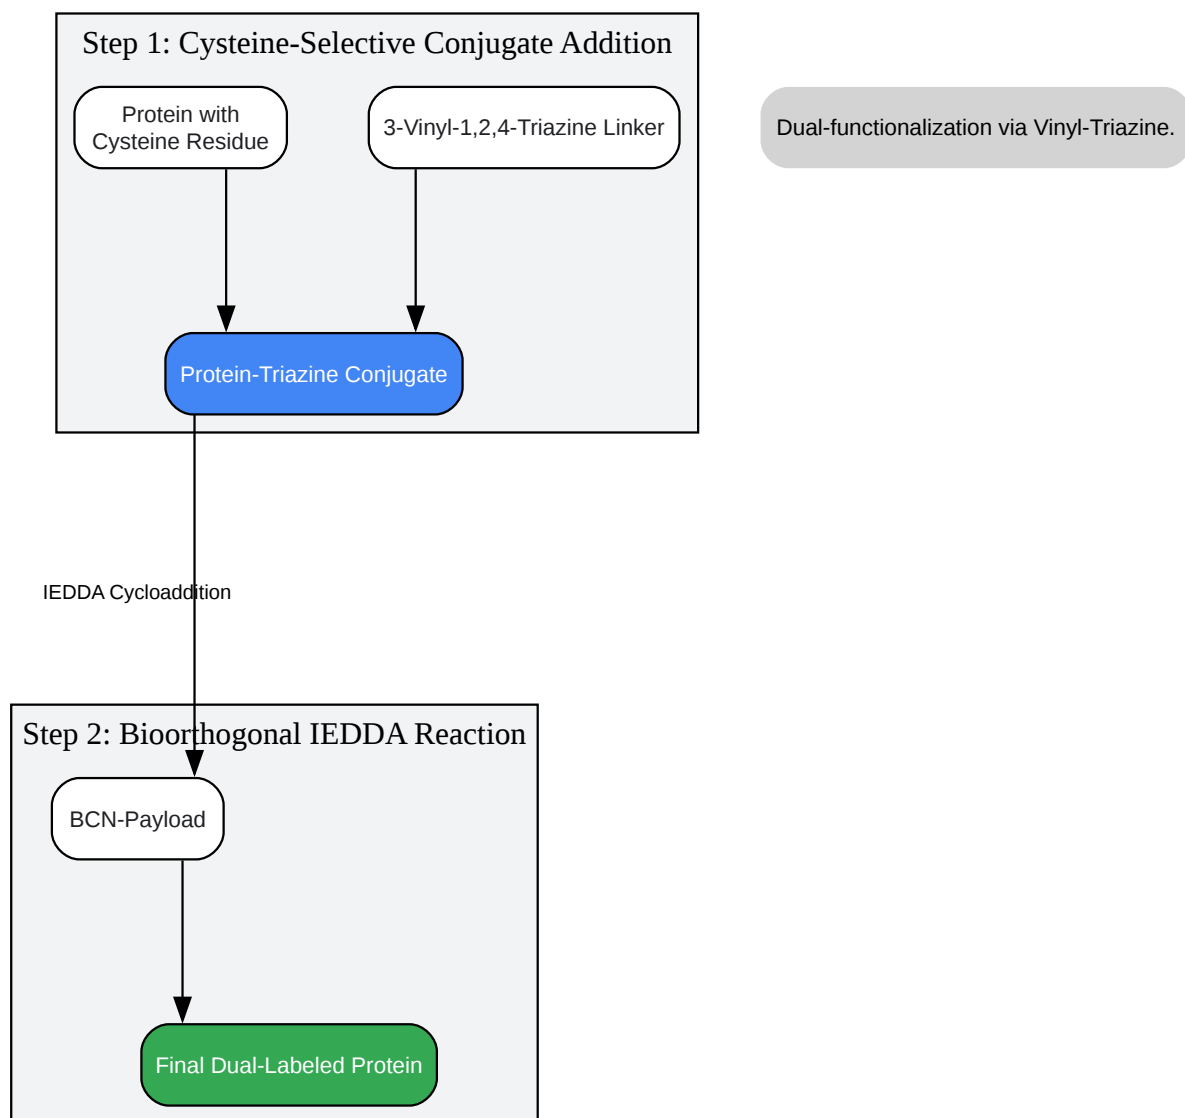 Step 1: Cysteine-Selective Conjugate Addition
Protein with
Cysteine Residue
3-Vinyl-1,2,4-Triazine Linker
Dual-functionalization via Vinyl-Triazine.
Protein-Triazine Conjugate
IEDDA Cycloaddition
Step 2: Bioorthogonal IEDDA Reaction
BCN-Payload
Final Dual-Labeled Protein